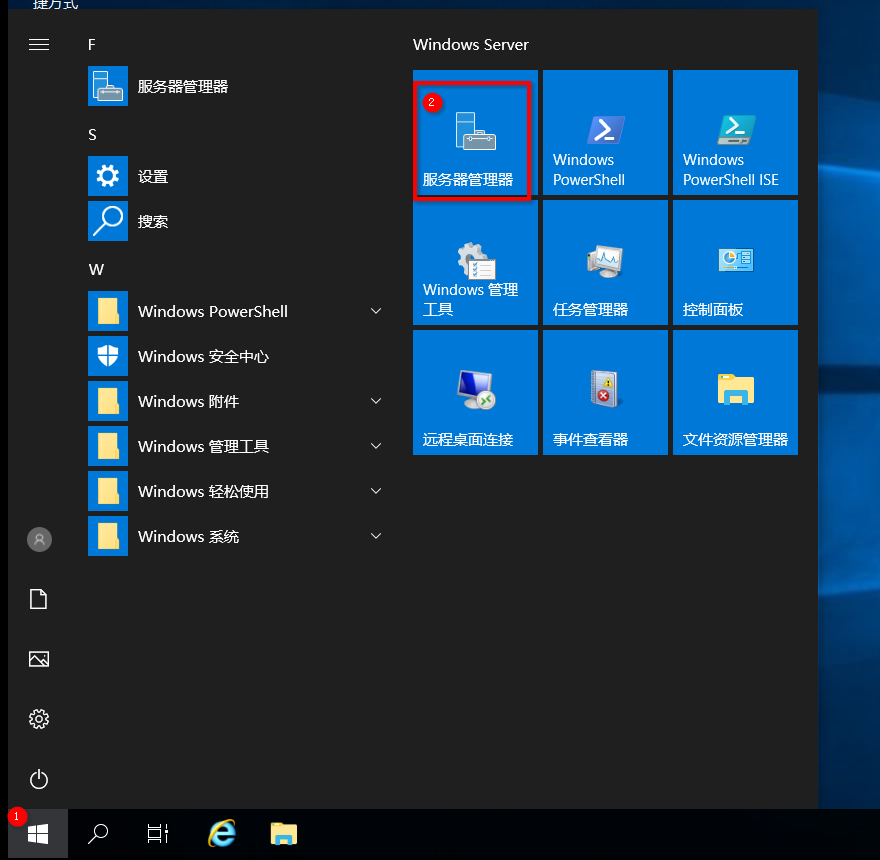 捷方式
F
服务器管理器
S
设置
搜索
W
Windows PowerShell
Windows 安全中心
Windows 附件
Windows 管理工具
Windows 轻松使用
Windows 系统
Windows Server
2
服务器管理器
Windows
PowerShell
Windows
PowerShell ISE
Windows 管理
工具
任务管理器
控制面板
远程桌面连接
事件查看器
文件资源管理器
1